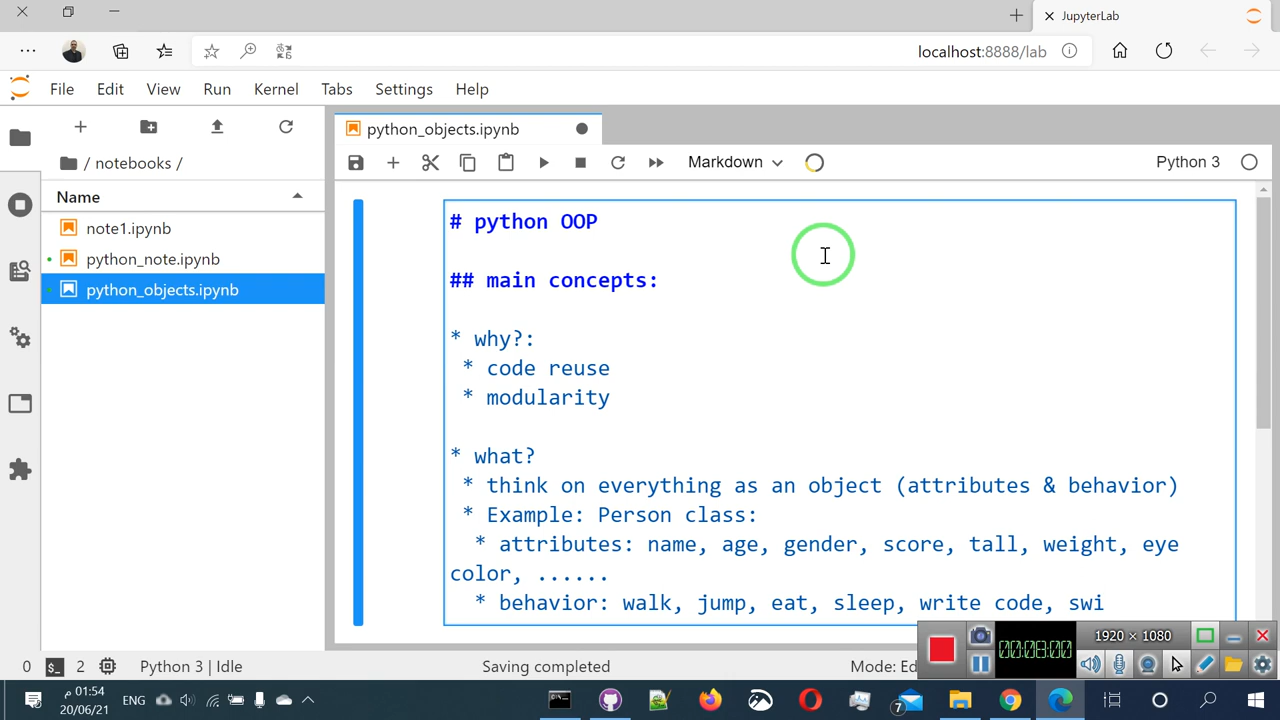 JupyterLab
localhost:8888/lab
File Edit View Run Kernel Tabs Settings Help
python_objects.ipynb
/ notebooks /
Markdown
Python 3
Name
note1.ipynb
python_note.ipynb
python_objects.ipynb
# python OOP
## main concepts:
* why?:
* code reuse
* modularity
* what?
* think on everything as an object (attributes & behavior)
* Example: Person class:
* attributes: name, age, gender, score, tall, weight, eye
color, ......
* behavior: walk, jump, eat, sleep, write code, swi
1920 × 1080
00:03:00
0 $_ 2 Python 3 | Idle
Saving completed
Mode: Ed
01:54 م
ENG
20/06/21
7